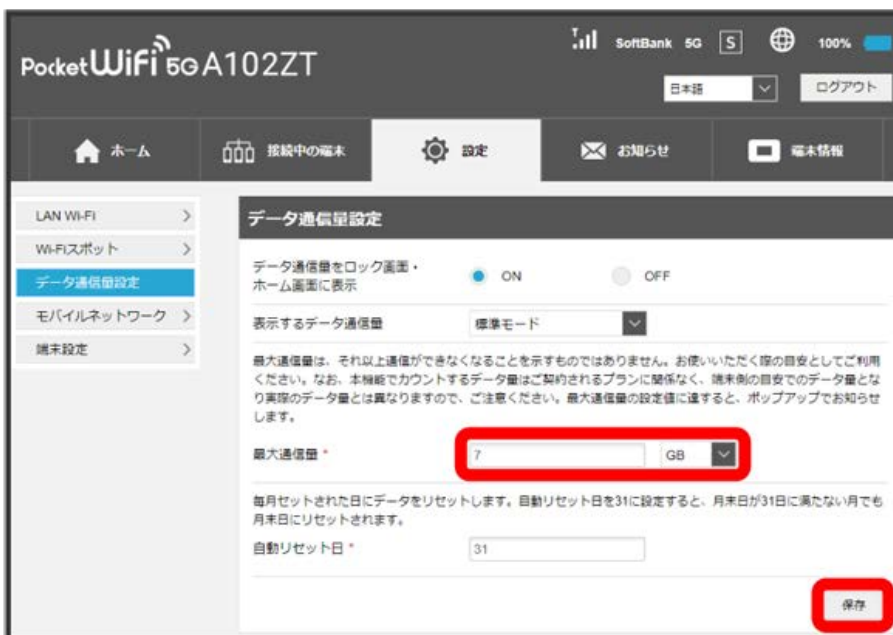 Pocket WiFi 5G A102ZT
SoftBank 5G S 100%
日本語 ログアウト
ホーム 接続中の端末 設定 お知らせ 端末情報
LAN Wi-Fi
Wi-Fiスポット
データ通信量設定
モバイルネットワーク
端末設定
データ通信量設定
データ通信量をロック画面・
ホーム画面に表示
ON OFF
表示するデータ通信量 標準モード
最大通信量は、それ以上通信ができなくなることを示すものではありません。お使いいただく際の目安としてご利用
ください。なお、本機能でカウントするデータ量はご契約されるプランに関係なく、端末側の目安でのデータ量とな
り実際のデータ量とは異なりますので、ご注意ください。最大通信量の設定値に達すると、ポップアップでお知らせ
します。
最大通信量 * 7 GB
毎月セットされた日にデータをリセットします。自動リセット日を31に設定すると、月末日が31日に満たない月でも
月末日にリセットされます。
自動リセット日 * 31
保存